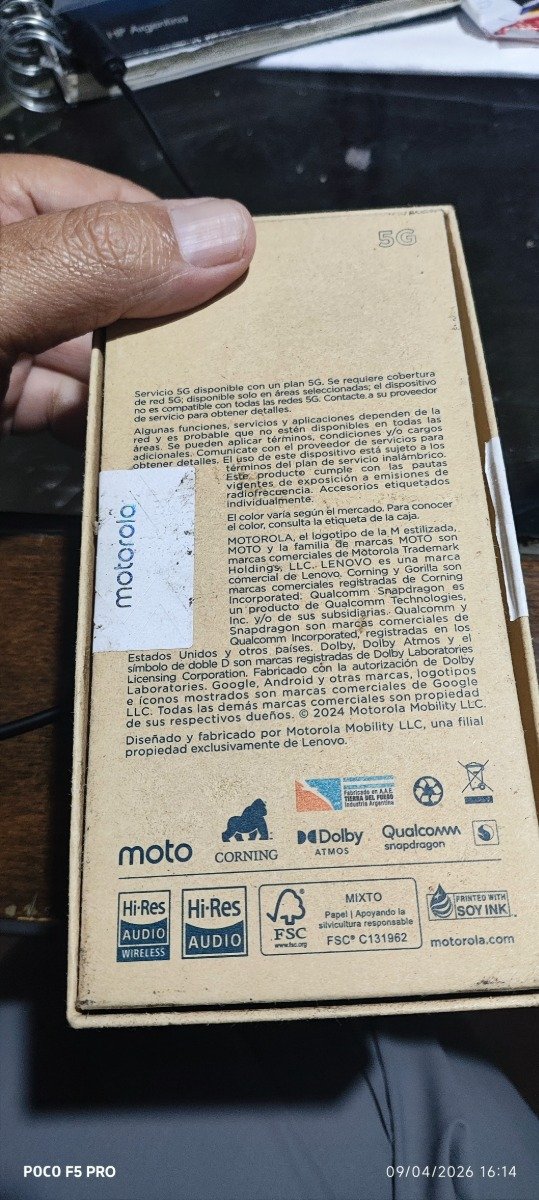 HP Argentina
5G
Servicio 5G disponible con un plan 5G. Se requiere cobertura
de red 5G; disponible solo en áreas seleccionadas; el dispositivo
no es compatible con todas las redes 5G. Contacte a su proveedor
de servicio para obtener detalles.
Algunas funciones, servicios y aplicaciones dependen de la
red y es probable que no estén disponibles en todas las
áreas. Se pueden aplicar términos, condiciones y/o cargos
adicionales. Comunícate con el proveedor de servicios para
obtener detalles. El uso de este dispositivo está sujeto a los
términos del plan de servicio inalámbrico.
Este producto cumple con las pautas
vigentes de exposición a emisiones de
radiofrecuencia. Accesorios etiquetados
individualmente.
El color varía según el mercado. Para conocer
el color, consulta la etiqueta de la caja.
motorola
MOTOROLA, el logotipo de la M estilizada,
MOTO y la familia de marcas MOTO son
marcas comerciales de Motorola Trademark
Holdings, LLC. LENOVO es una marca
comercial de Lenovo. Corning y Gorilla son
marcas comerciales registradas de Corning
Incorporated. Qualcomm Snapdragon es
un producto de Qualcomm Technologies,
Inc. y/o de sus subsidiarias. Qualcomm y
Snapdragon son marcas comerciales de
Qualcomm Incorporated, registradas en los
Estados Unidos y otros países. Dolby, Dolby Atmos y el
símbolo de doble D son marcas registradas de Dolby Laboratories
Licensing Corporation. Fabricado con la autorización de Dolby
Laboratories. Google, Android y otras marcas, logotipos
e íconos mostrados son marcas comerciales de Google
LLC. Todas las demás marcas comerciales son propiedad
de sus respectivos dueños. © 2024 Motorola Mobility LLC.
Diseñado y fabricado por Motorola Mobility LLC, una filial
propiedad exclusivamente de Lenovo.
Fabricado en A.A.E.
TIERRA DEL FUEGO
Industria Argentina
moto
CORNING
Dolby
ATMOS
Qualcomm
snapdragon
Hi-Res
AUDIO
WIRELESS
Hi-Res
AUDIO
FSC
www.fsc.org
MIXTO
Papel | Apoyando la
silvicultura responsable
FSC® C131962
PRINTED WITH
SOY INK
motorola.com
POCO F5 PRO
09/04/2026 16:14